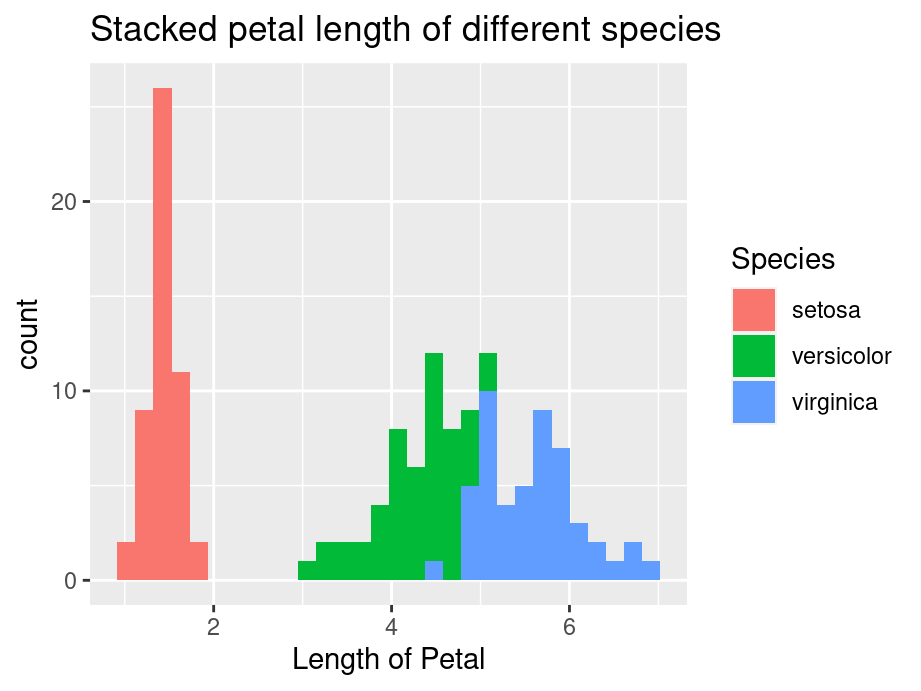 Stacked petal length of different species
20
10
0
count
2 4 6
Length of Petal
Species
setosa
versicolor
virginica